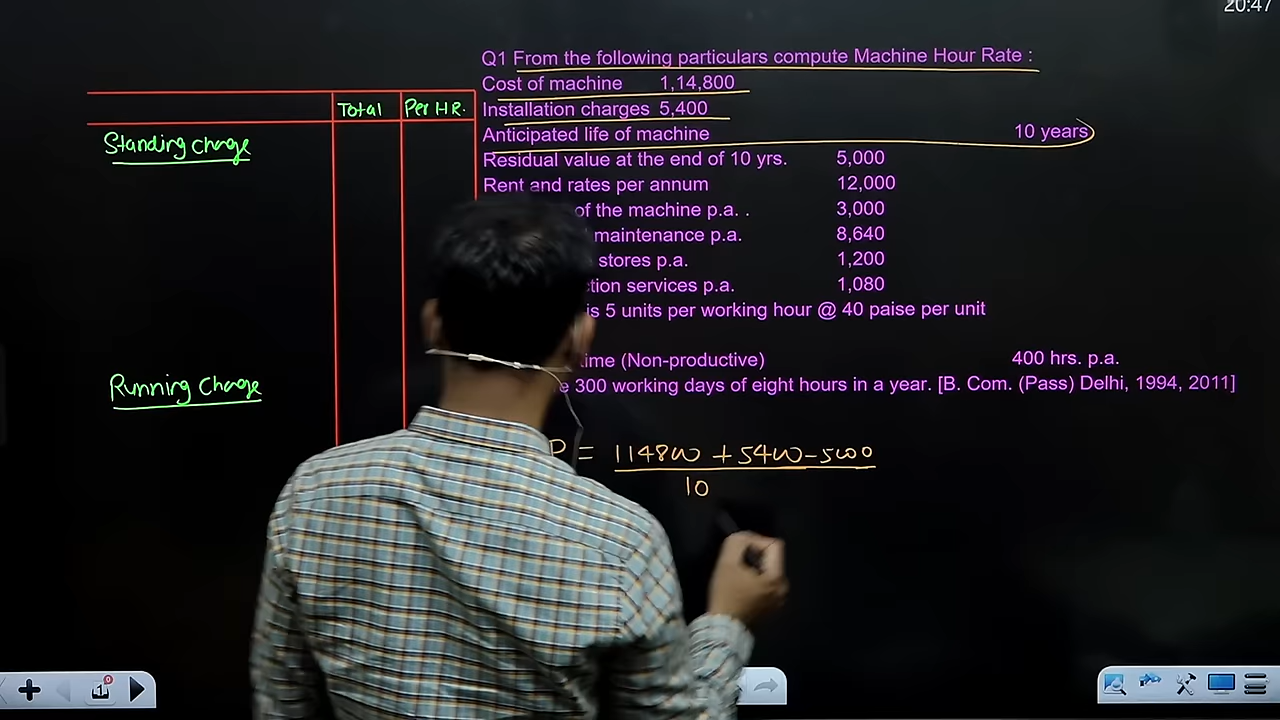 20:47
Q1 From the following particulars compute Machine Hour Rate :
Cost of machine 1,14,800
Installation charges 5,400
Anticipated life of machine 10 years
Residual value at the end of 10 yrs. 5,000
Rent and rates per annum 12,000
of the machine p.a. . 3,000
maintenance p.a. 8,640
stores p.a. 1,200
services p.a. 1,080
is 5 units per working hour @ 40 paise per unit
(Non-productive) 400 hrs. p.a.
300 working days of eight hours in a year. [B. Com. (Pass) Delhi, 1994, 2011]
Total Per HR.
Standing charge
Running Charge
P = 114800 + 5400 - 5000
10
1
0